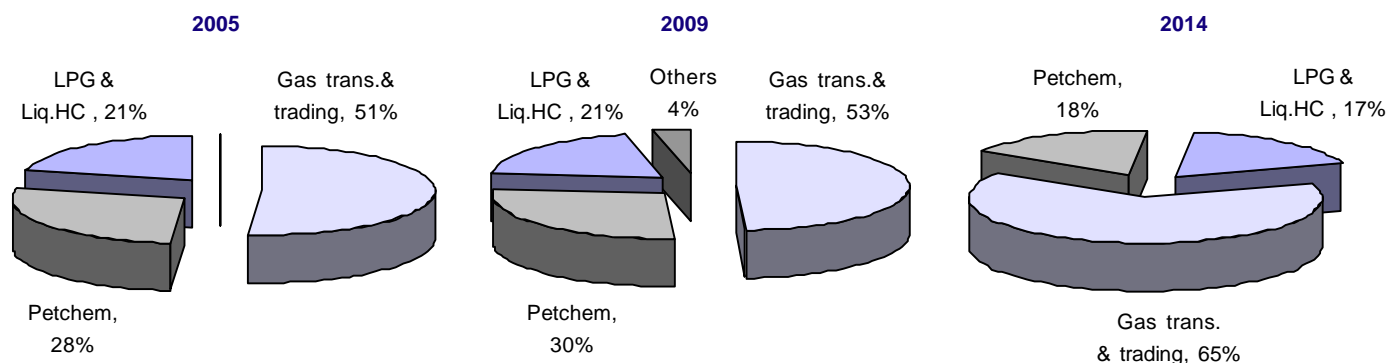 2005
LPG &
Liq.HC , 21%
Gas trans.&
trading, 51%
Petchem,
28%
2009
LPG &
Liq.HC , 21%
Others
4%
Gas trans.&
trading, 53%
Petchem,
30%
2014
Petchem,
18%
LPG &
Liq.HC , 17%
Gas trans.
& trading, 65%